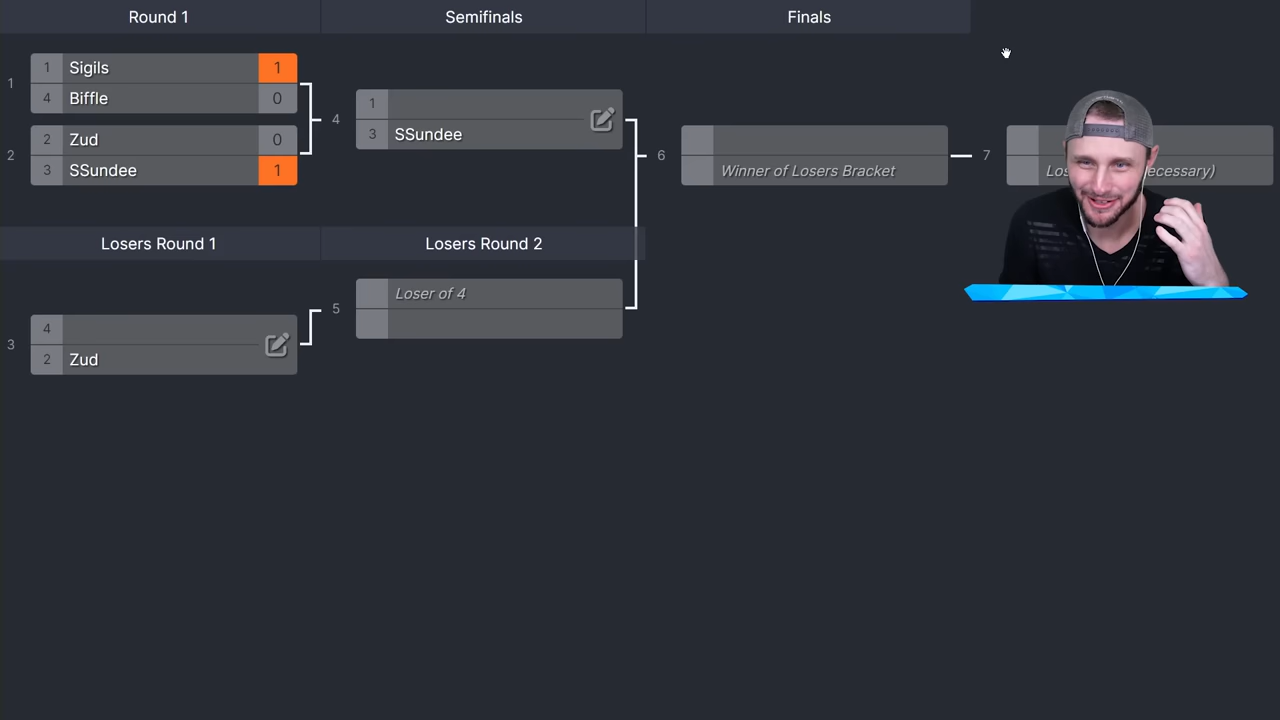 Round 1 Semifinals Finals
1 1 Sigils 1
4 Biffle 0
2 2 Zud 0
3 SSundee 1
4 1
3 SSundee
6 Winner of Losers Bracket
7 Los ecessary)
Losers Round 1 Losers Round 2
3 4
2 Zud
5 Loser of 4